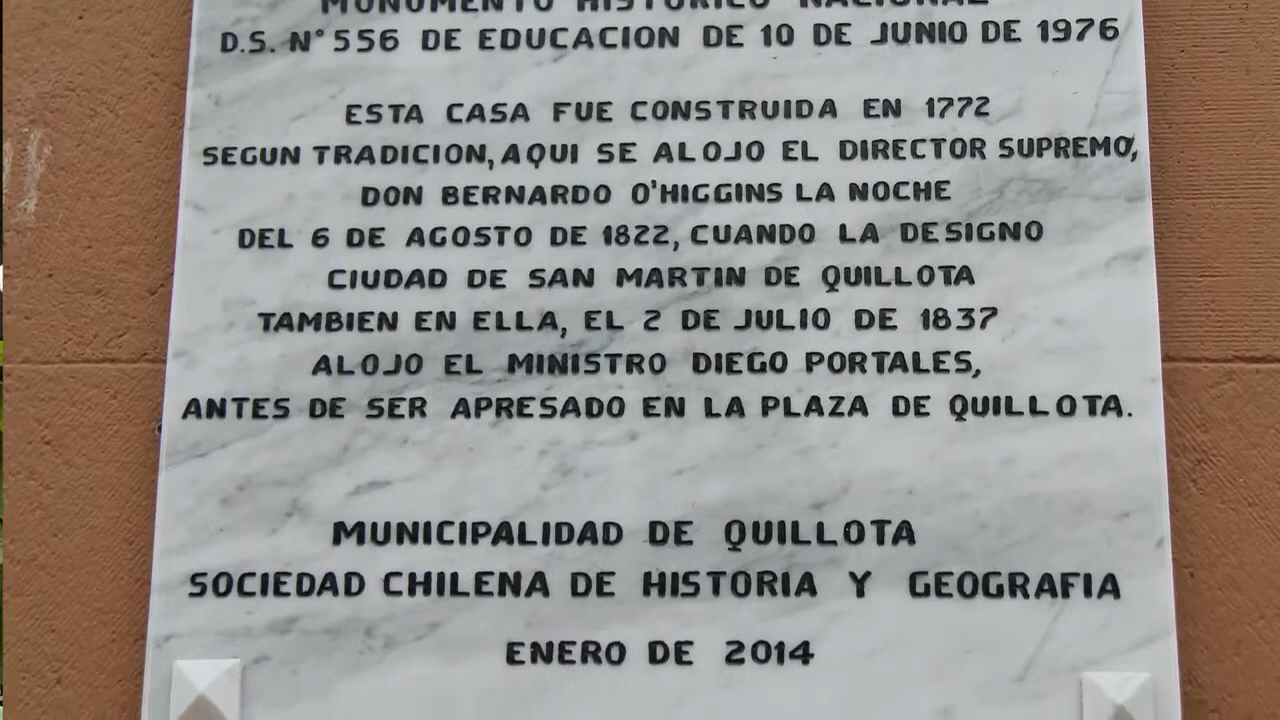 MONUMENTO HISTORICO NACIONAL
D.S. N° 556 DE EDUCACION DE 10 DE JUNIO DE 1976
ESTA CASA FUE CONSTRUIDA EN 1772
SEGUN TRADICION, AQUI SE ALOJO EL DIRECTOR SUPREMO,
DON BERNARDO O'HIGGINS LA NOCHE
DEL 6 DE AGOSTO DE 1822, CUANDO LA DESIGNO
CIUDAD DE SAN MARTIN DE QUILLOTA
TAMBIEN EN ELLA, EL 2 DE JULIO DE 1837
ALOJO EL MINISTRO DIEGO PORTALES,
ANTES DE SER APRESADO EN LA PLAZA DE QUILLOTA.
MUNICIPALIDAD DE QUILLOTA
SOCIEDAD CHILENA DE HISTORIA Y GEOGRAFIA
ENERO DE 2014